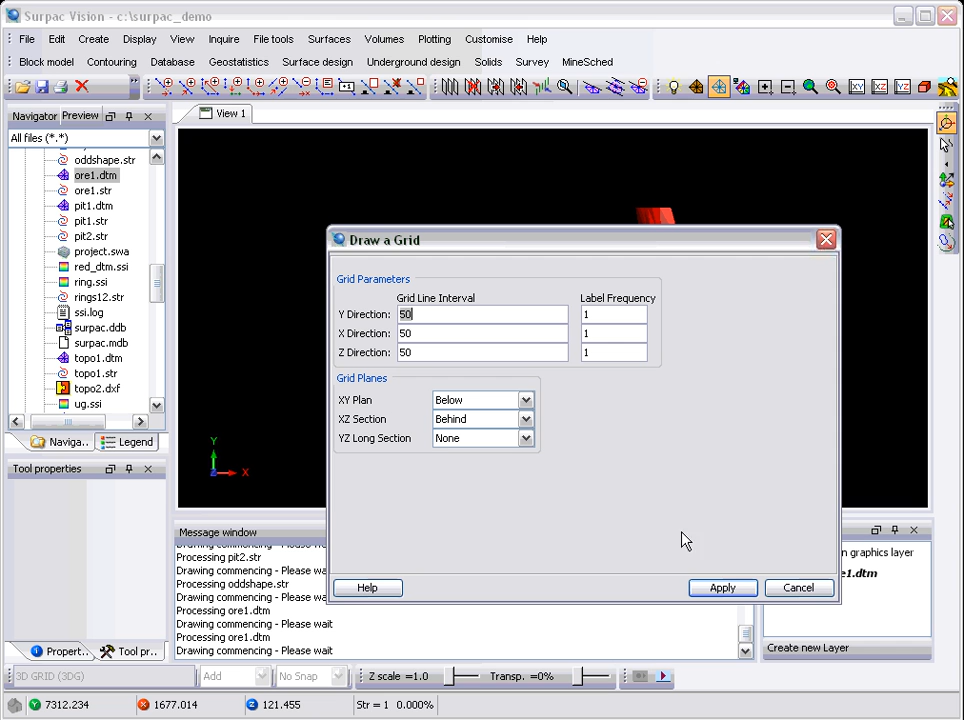 Surpac Vision - c:\surpac_demo
File Edit Create Display View Inquire File tools Surfaces Volumes Plotting Customise Help
Block model Contouring Database Geostatistics Surface design Underground design Solids Survey MineSched
Navigator Preview
View 1
All files (*.*)
oddshape.str
ore1.dtm
ore1.str
pit1.dtm
pit1.str
pit2.str
project.swa
red_dtm.ssi
ring.ssi
rings12.str
ssi.log
surpac.ddb
surpac.mdb
topo1.dtm
topo1.str
topo2.dxf
ug.ssi
Naviga.. Legend
Tool properties
Propert.. Tool pr..
Y
X
Z
Draw a Grid
Grid Parameters
Grid Line Interval Label Frequency
Y Direction: 50 1
X Direction: 50 1
Z Direction: 50 1
Grid Planes
XY Plan Below
XZ Section Behind
YZ Long Section None
Help Apply Cancel
Message window
Processing pit2.str
Drawing commencing - Please wa
Processing oddshape.str
Drawing commencing - Please wa
Processing ore1.dtm
Drawing commencing - Please wait
Processing ore1.dtm
Drawing commencing - Please wait
n graphics layer
e1.dtm
Create new Layer
3D GRID (3DG) Add No Snap Z scale =1.0 Transp. =0%
Y 7312.234 X 1677.014 Z 121.455 Str = 1 0.000%